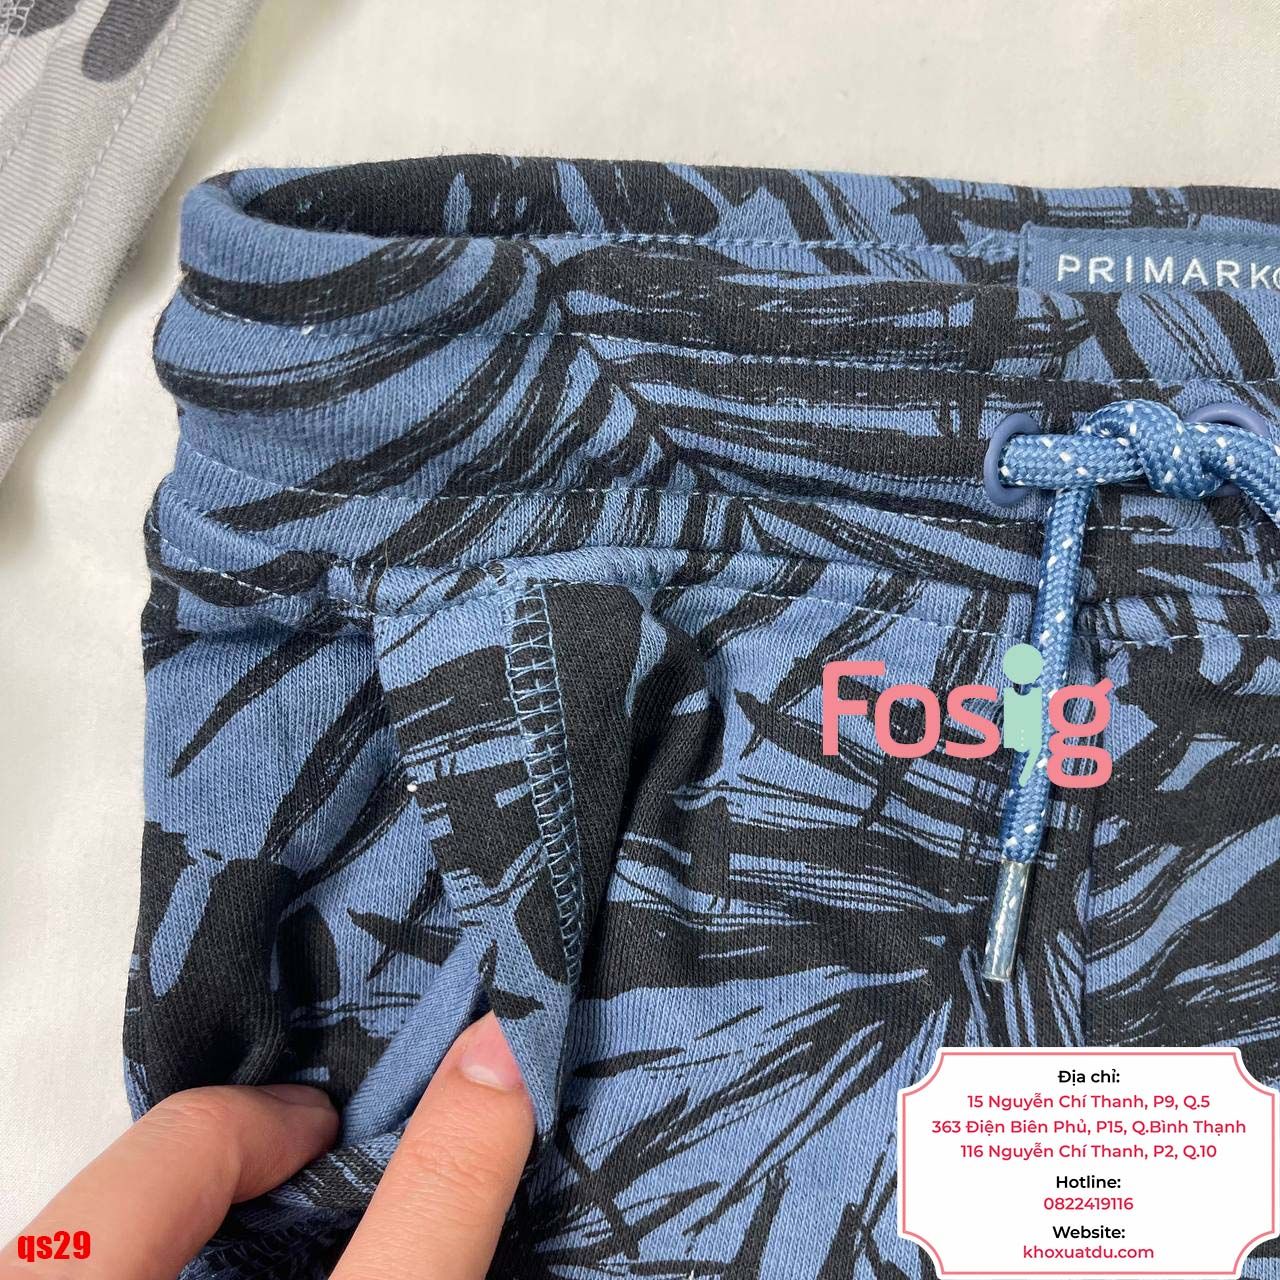 PRIMARK
Fosig
Địa chỉ:
15 Nguyễn Chí Thanh, P9, Q.5
363 Điện Biên Phủ, P15, Q.Bình Thạnh
116 Nguyễn Chí Thanh, P2, Q.10
Hotline:
0822419116
Website:
khoxuatdu.com
qs29